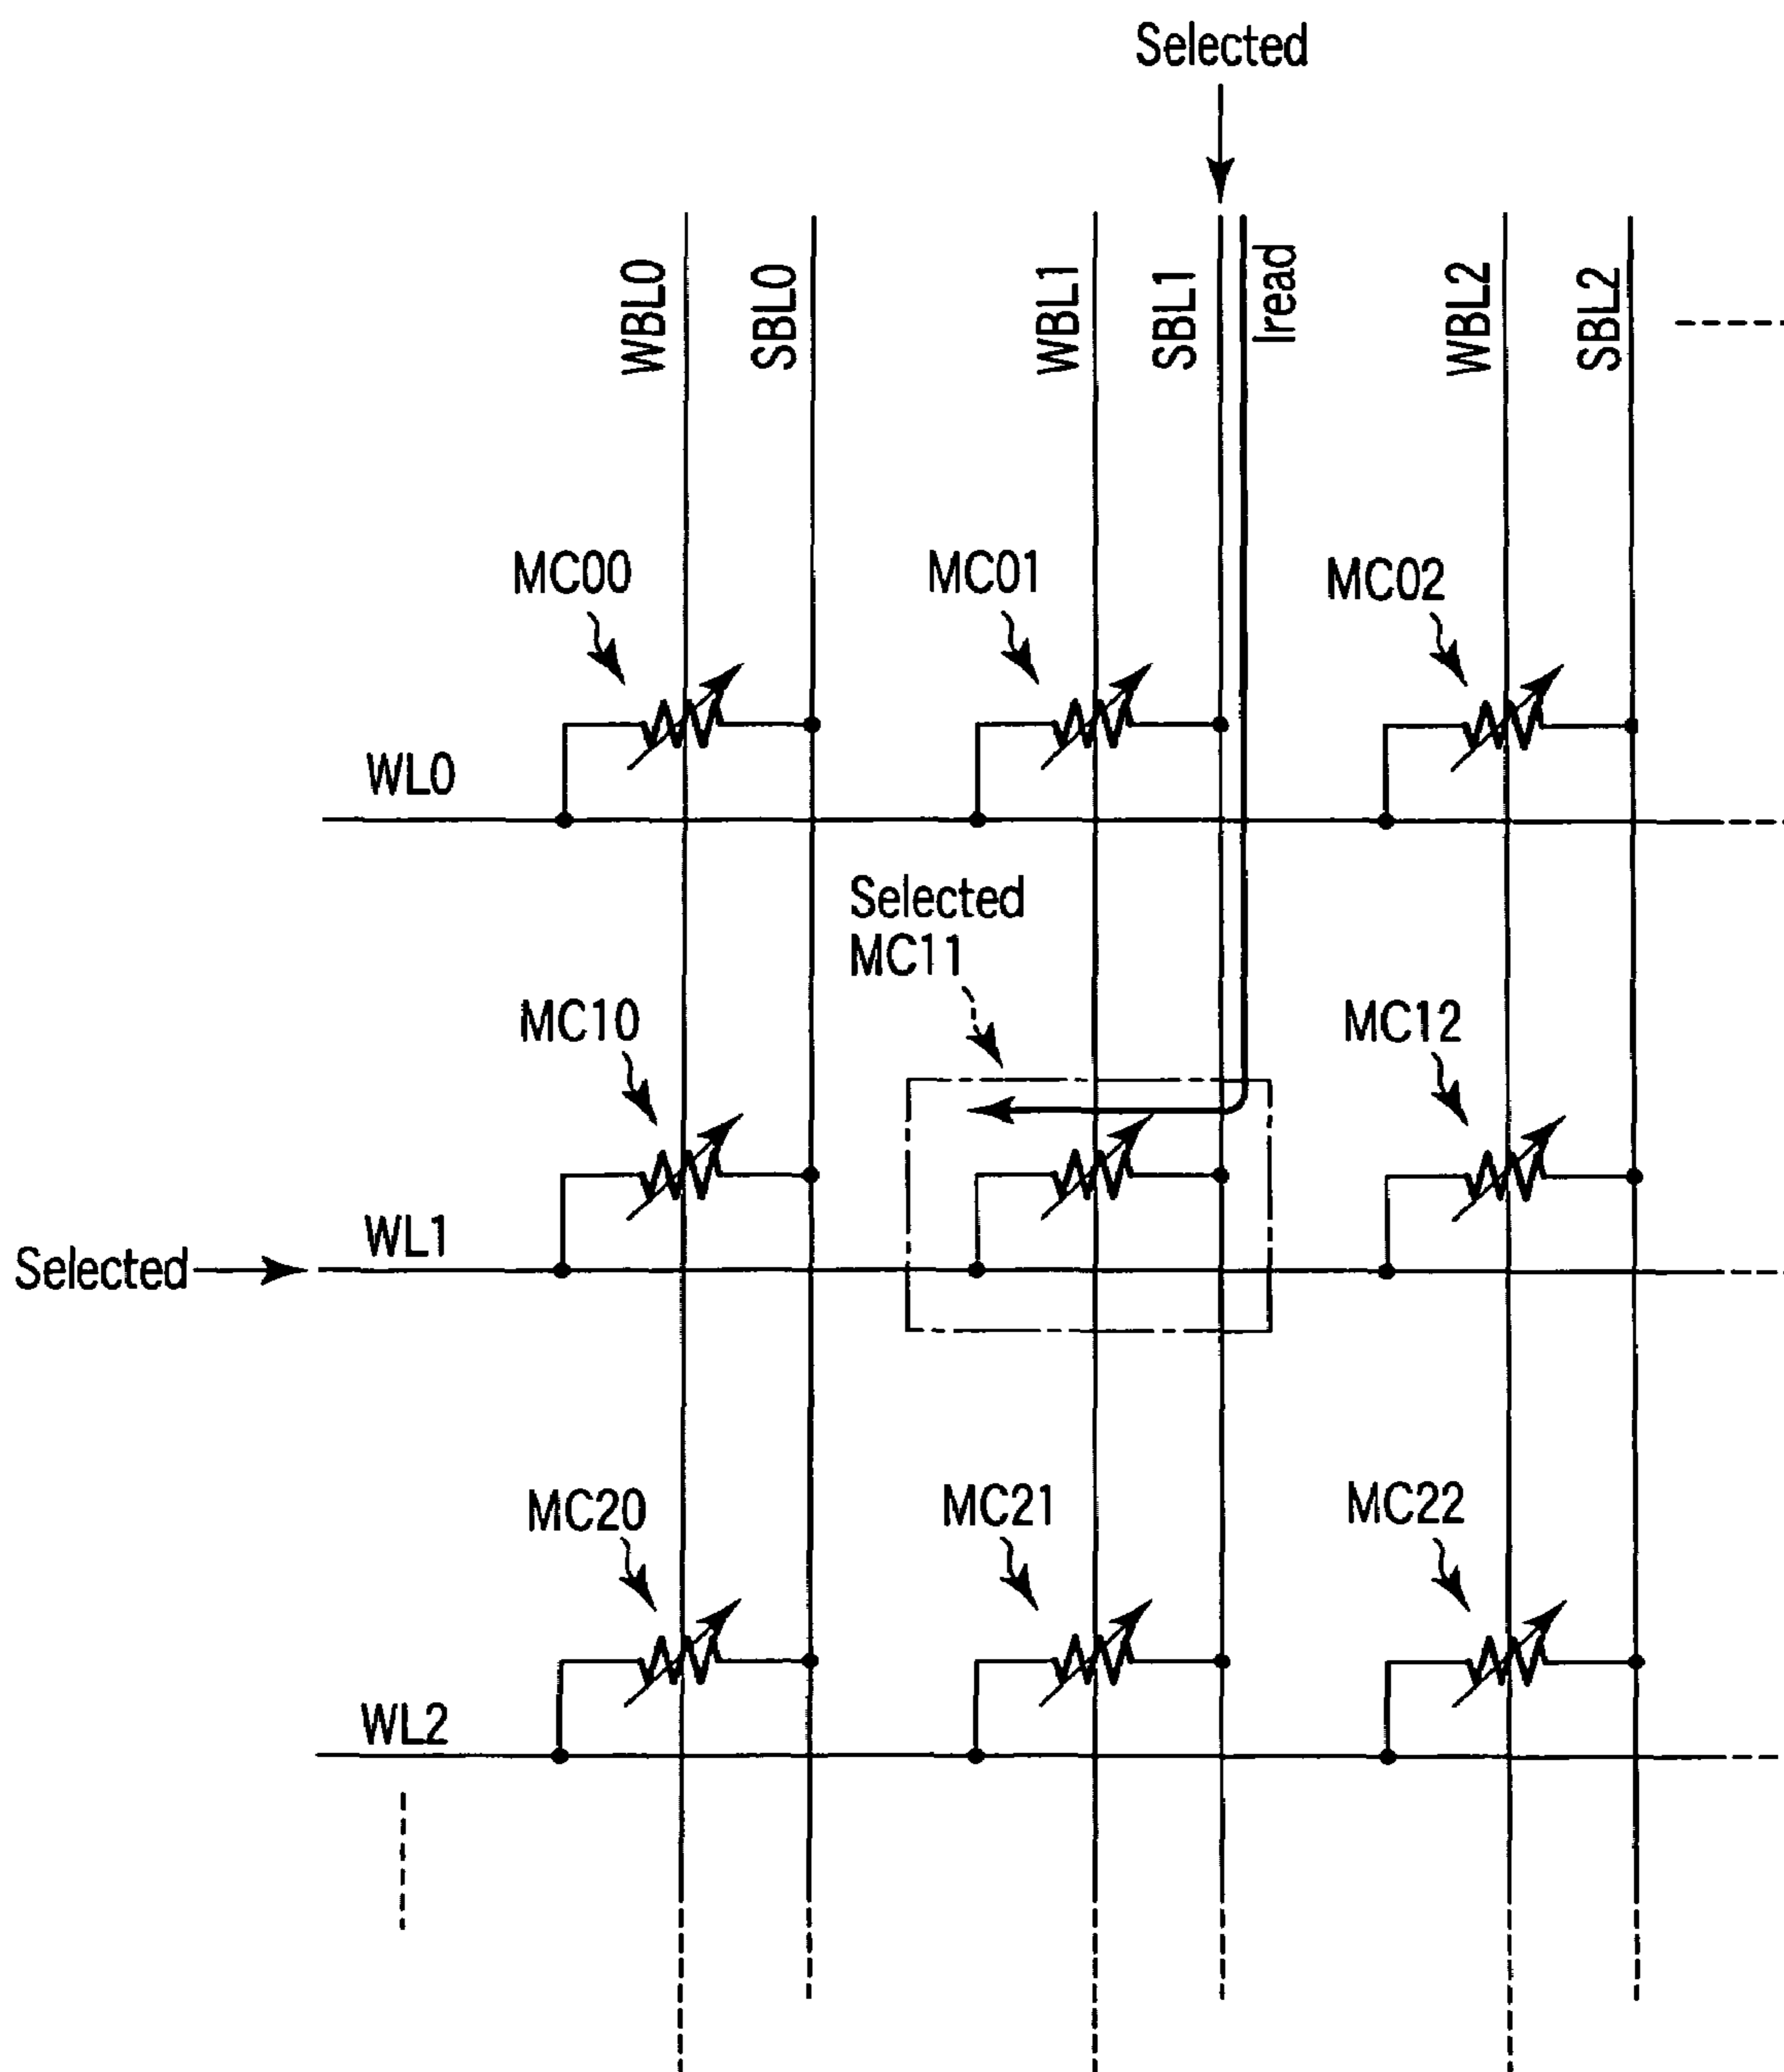 Selected
WBL0
SBL0
WBL1
SBL1
Iread
WBL2
SBL2
MC00
MC01
MC02
WL0
Selected
MC11
MC10
MC12
WL1
Selected
MC20
MC21
MC22
WL2